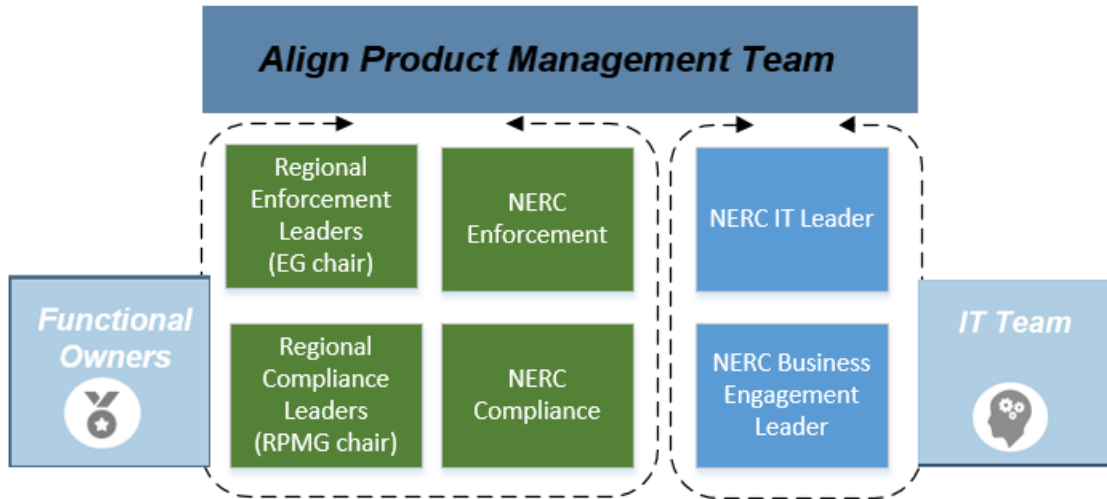 Align Product Management Team
Regional
Enforcement
Leaders
(EG chair)
NERC
Enforcement
NERC IT Leader
Functional
Owners
IT Team
Regional
Compliance
Leaders
(RPMG chair)
NERC
Compliance
NERC Business
Engagement
Leader